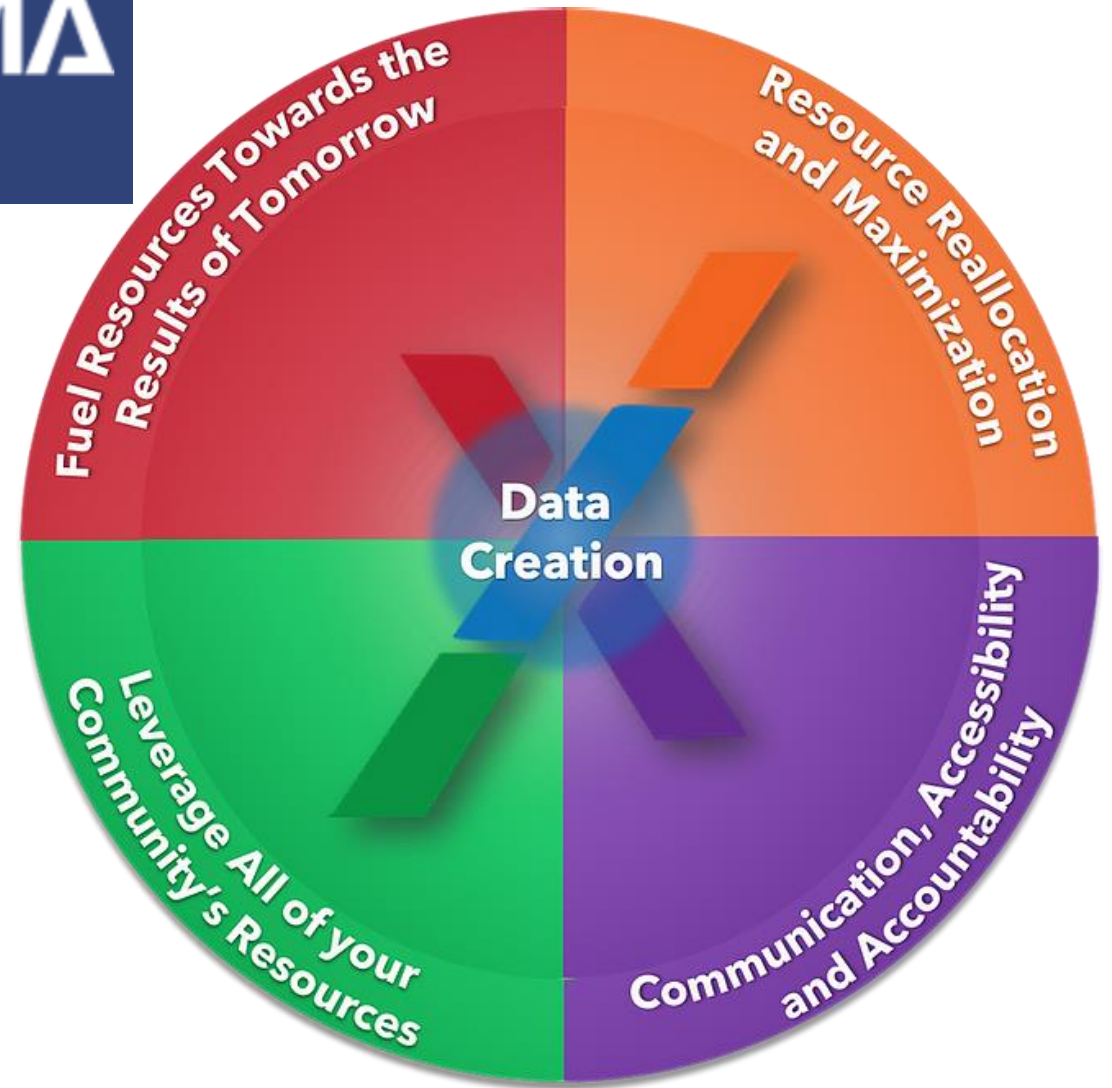 MA
Fuel Resources Towards the
Results of Tomorrow
Resource Reallocation
and Maximization
Data
Creation
Leverage All of your
Community's Resources
Communication, Accessibility
and Accountability